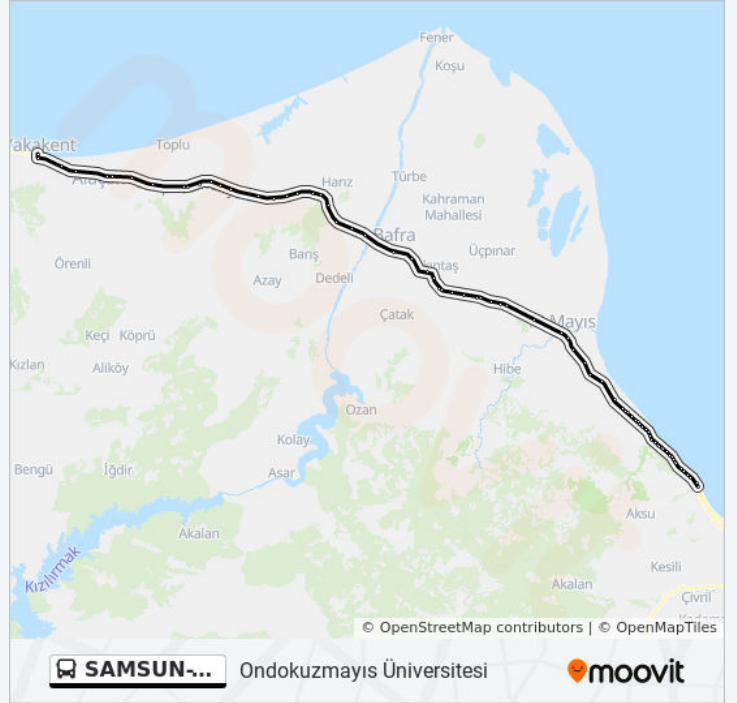 Fener
Koşu
Yakakent
Toplu
Harız
Türbe
Kahraman
Mahallesi
Bafra
Üçpınar
Barış
Örenli
Azay
Dedeli
Çatak
Mayıs
Keçi Köprü
Kızlan
Aliköy
Hibe
Ozan
Kolay
Bengü
İğdir
Asar
Aksu
Akalan
Kızılırmak
Kesili
Akalan
Çivril
© OpenStreetMap contributors | © OpenMapTiles
SAMSUN-...
Ondokuzmayıs Üniversitesi
moovit